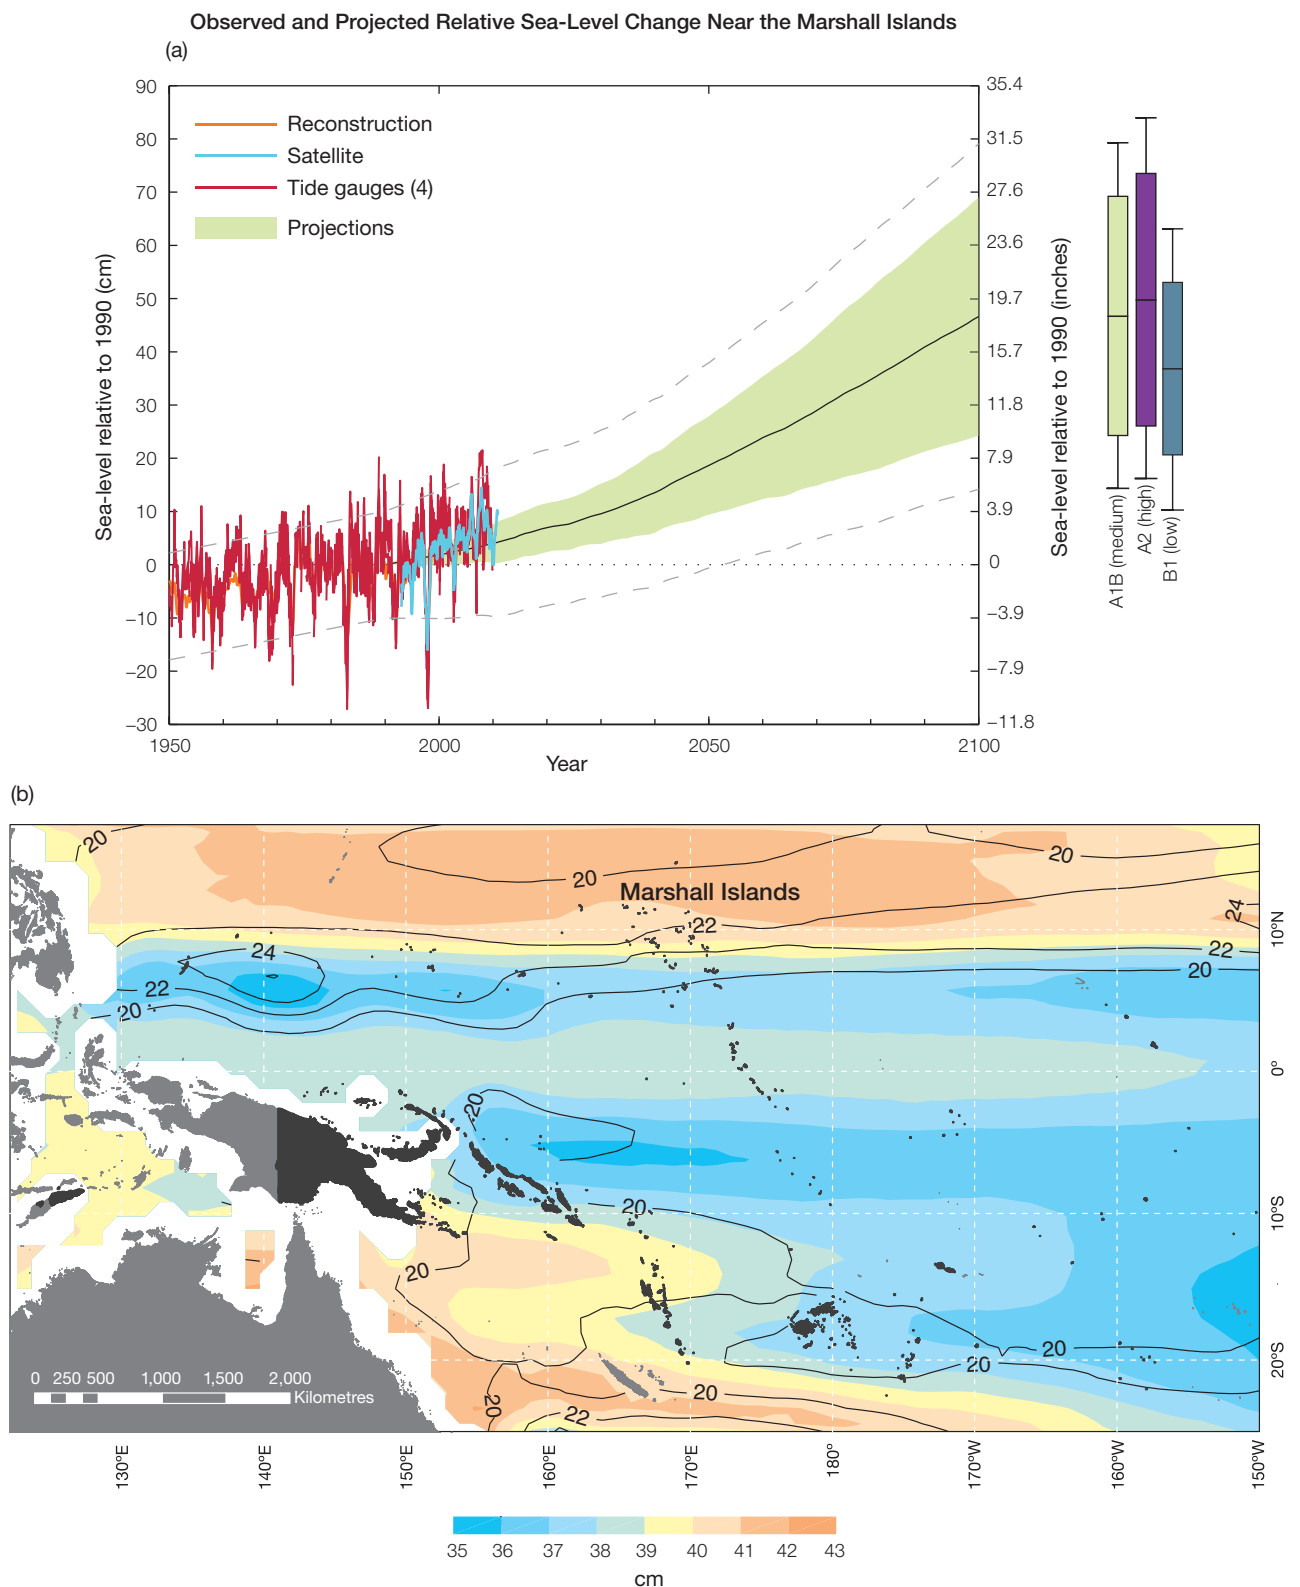 Observed and Projected Relative Sea-Level Change Near the Marshall Islands
(a)
90
80
70
60
50
40
30
20
10
0
−10
−20
−30
Sea-level relative to 1990 (cm)
Reconstruction
Satellite
Tide gauges (4)
Projections
35.4
31.5
27.6
23.6
19.7
15.7
11.8
7.9
3.9
0
−3.9
−7.9
−11.8
Sea-level relative to 1990 (inches)
A1B (medium)
A2 (high)
B1 (low)
1950
2000
2050
2100
Year
(b)
20
20
20
Marshall Islands
24
22
24
22
22
20
20
20
20
20
20
20
20
20
22
10°N
0°
10°S
20°S
0 250 500 1,000 1,500 2,000
Kilometres
130°E
140°E
150°E
160°E
170°E
180°
170°W
160°W
150°W
35 36 37 38 39 40 41 42 43
cm